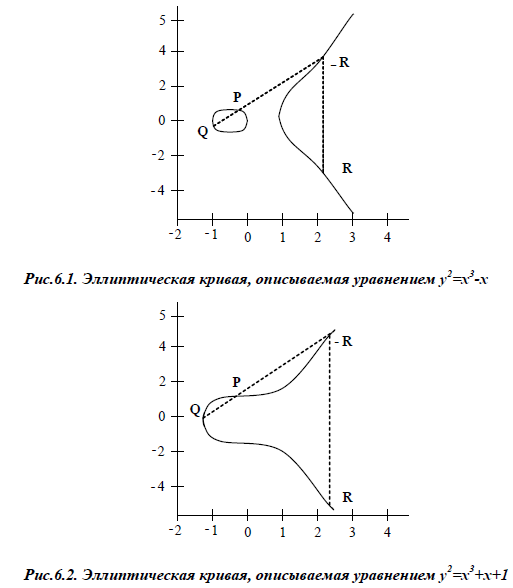 5
4
- R
P
2
0
Q
-2
R
-4
-2 -1 0 1 2 3 4
Рис.6.1. Эллиптическая кривая, описываемая уравнением y²=x³-x
5
4
- R
P
2
Q
0
-2
-4
R
-2 -1 0 1 2 3 4
Рис.6.2. Эллиптическая кривая, описываемая уравнением y²=x³+x+1